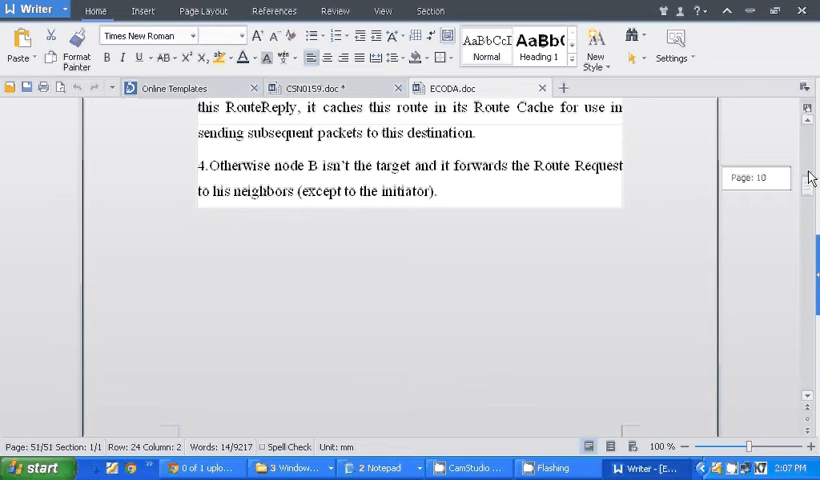 Writer
Home
Insert
Page Layout
References
Review
View
Section
Paste
Format
Painter
Times New Roman
B I U AB X² X₂
AaBbCcD
Normal
AaBb(
Heading 1
New
Style
Settings
Online Templates
CSN0159.doc *
ECODA.doc
this RouteReply, it caches this route in its Route Cache for use in
sending subsequent packets to this destination.
4.Otherwise node B isn't the target and it forwards the Route Request
to his neighbors (except to the initiator).
Page: 10
Page: 51/51 Section: 1/1 Row: 24 Column: 2 Words: 14/9217 Spell Check Unit: mm
100 %
start
0 of 1 uplo...
3 Window...
2 Notepad
CamStudio ...
Flashing
Writer - [E...
2:07 PM